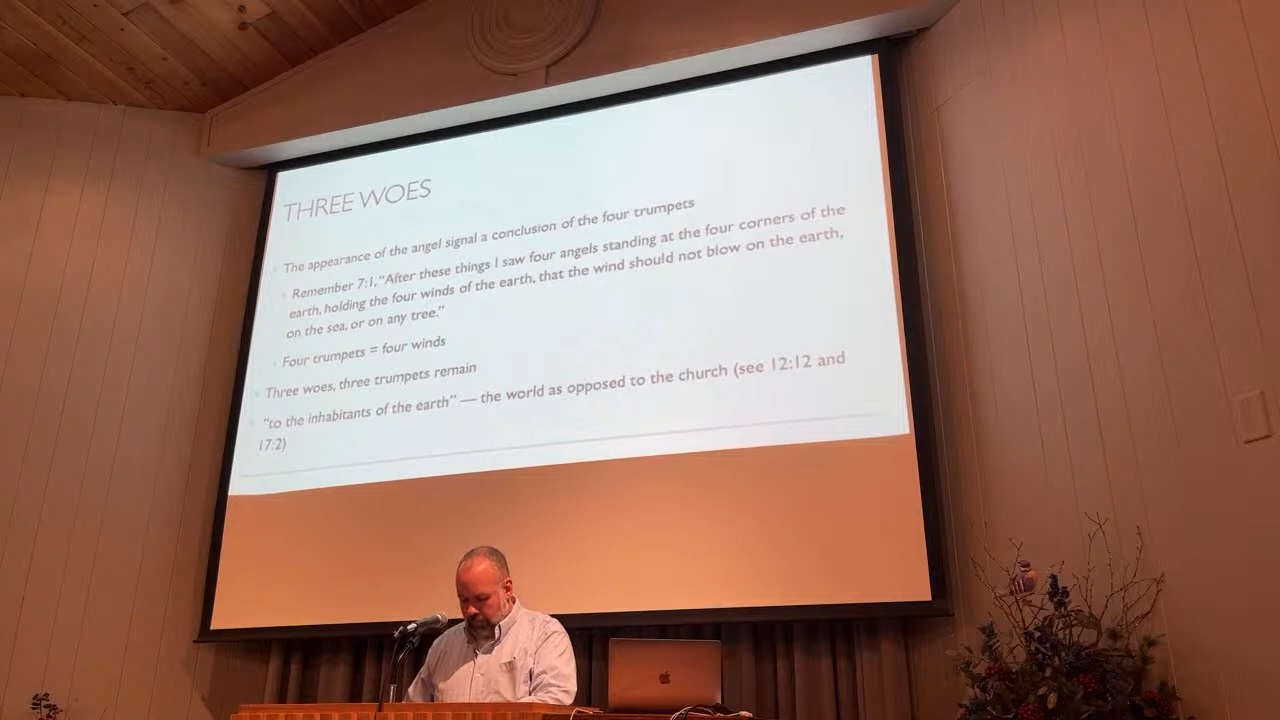 THREE WOES
The appearance of the angel signal a conclusion of the four trumpets
Remember 7:1, “After these things I saw four angels standing at the four corners of the
earth, holding the four winds of the earth, that the wind should not blow on the earth,
on the sea, or on any tree.”
Four trumpets = four winds
Three woes, three trumpets remain
“to the inhabitants of the earth” — the world as opposed to the church (see 12:12 and
17:2)